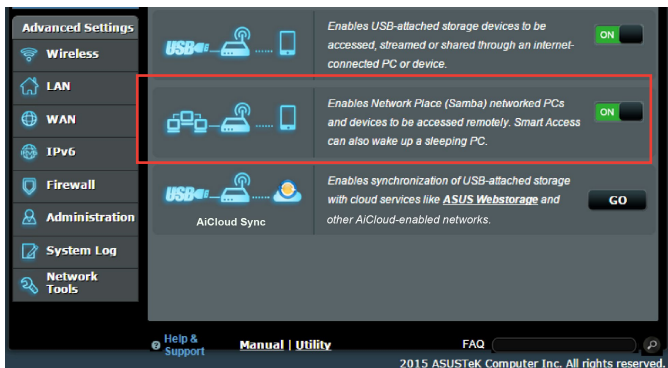 Advanced Settings
Wireless
LAN
WAN
IPv6
Firewall
Administration
System Log
Network
Tools
USB
Enables USB-attached storage devices to be
accessed, streamed or shared through an internet-
connected PC or device.
ON
Enables Network Place (Samba) networked PCs
and devices to be accessed remotely. Smart Access
can also wake up a sleeping PC.
ON
USB
AiCloud Sync
Enables synchronization of USB-attached storage
with cloud services like ASUS Webstorage and
other AiCloud-enabled networks.
GO
Help &
Support
Manual | Utility
FAQ
2015 ASUSTeK Computer Inc. All rights reserved.